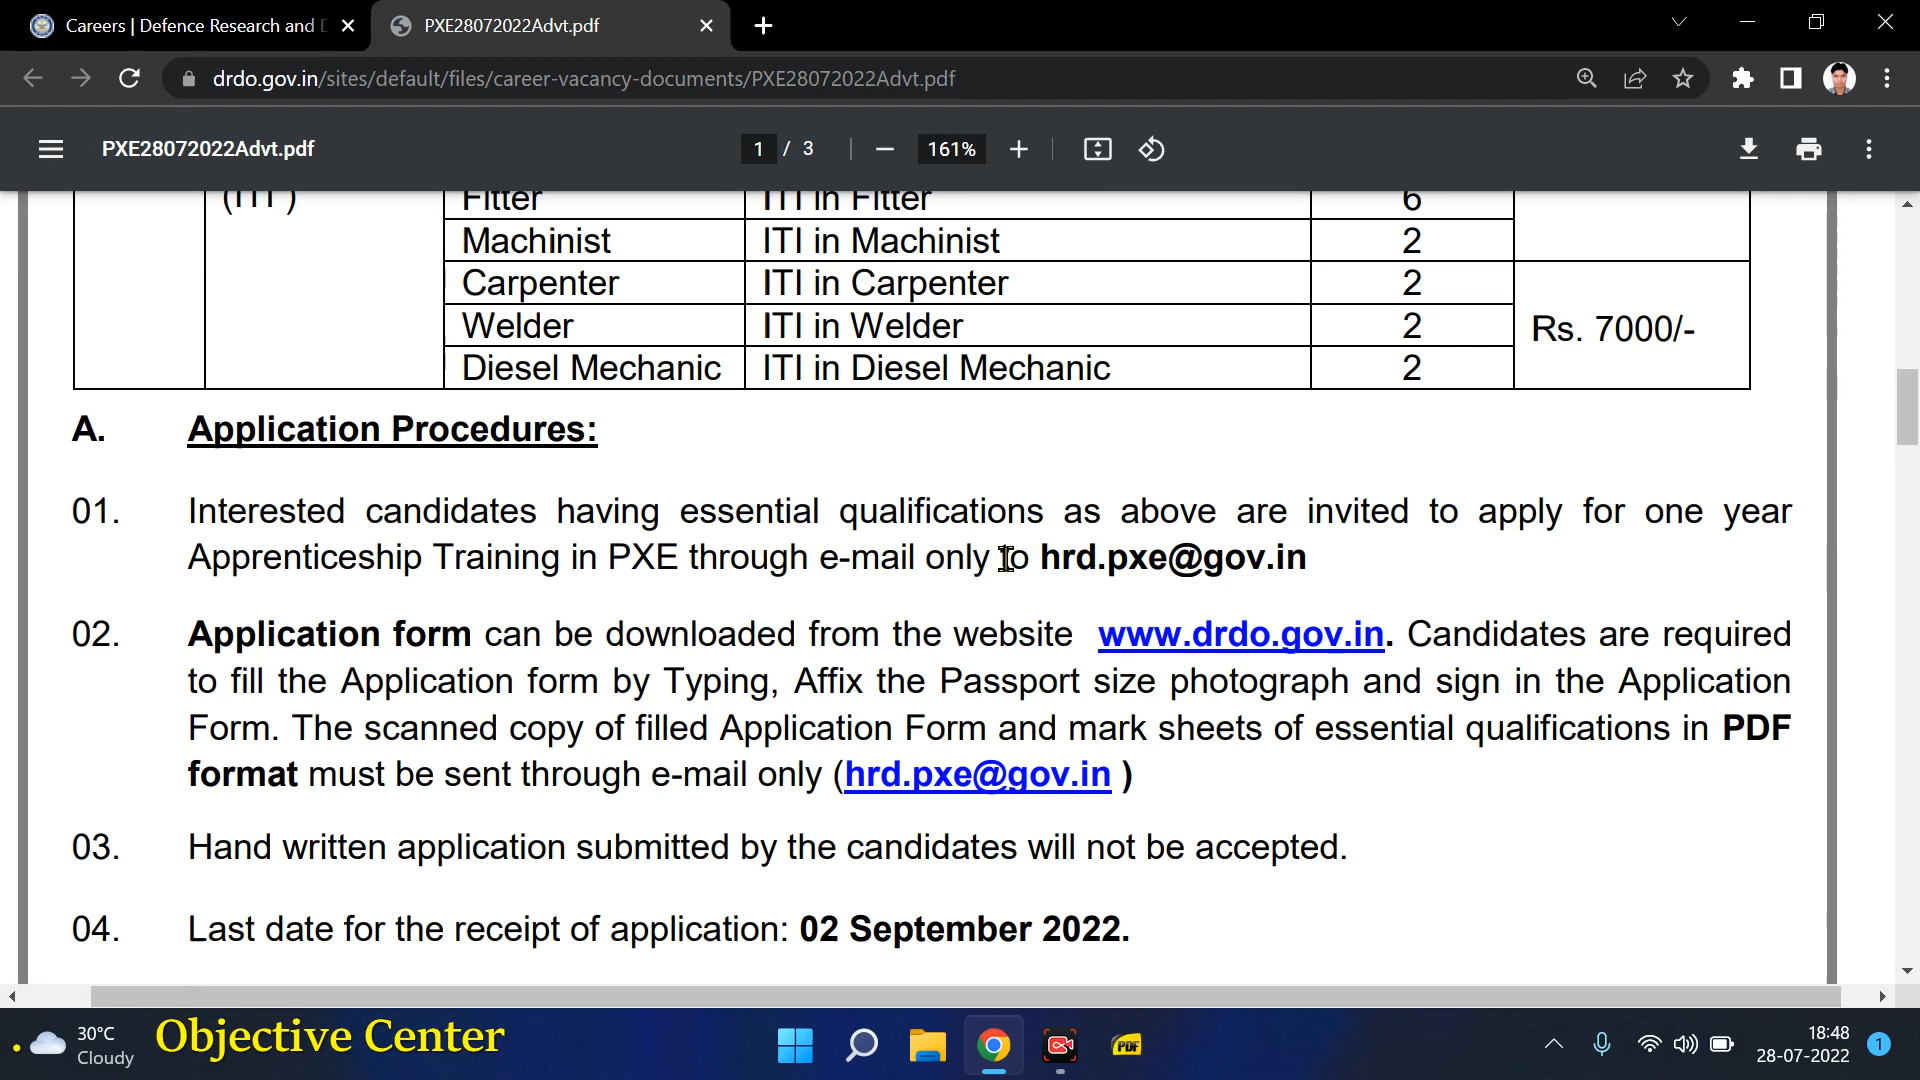 Careers | Defence Research and D
PXE28072022Advt.pdf
drdo.gov.in/sites/default/files/career-vacancy-documents/PXE28072022Advt.pdf
PXE28072022Advt.pdf
1 / 3
161%
(ITI) Fitter ITI in Fitter 6
Machinist ITI in Machinist 2
Carpenter ITI in Carpenter 2
Welder ITI in Welder 2 Rs. 7000/-
Diesel Mechanic ITI in Diesel Mechanic 2
A. Application Procedures:
01. Interested candidates having essential qualifications as above are invited to apply for one year
Apprenticeship Training in PXE through e-mail only to hrd.pxe@gov.in
02. Application form can be downloaded from the website www.drdo.gov.in. Candidates are required
to fill the Application form by Typing, Affix the Passport size photograph and sign in the Application
Form. The scanned copy of filled Application Form and mark sheets of essential qualifications in PDF
format must be sent through e-mail only (hrd.pxe@gov.in )
03. Hand written application submitted by the candidates will not be accepted.
04. Last date for the receipt of application: 02 September 2022.
30°C
Cloudy
. Objective Center
PDF
18:48
28-07-2022
1